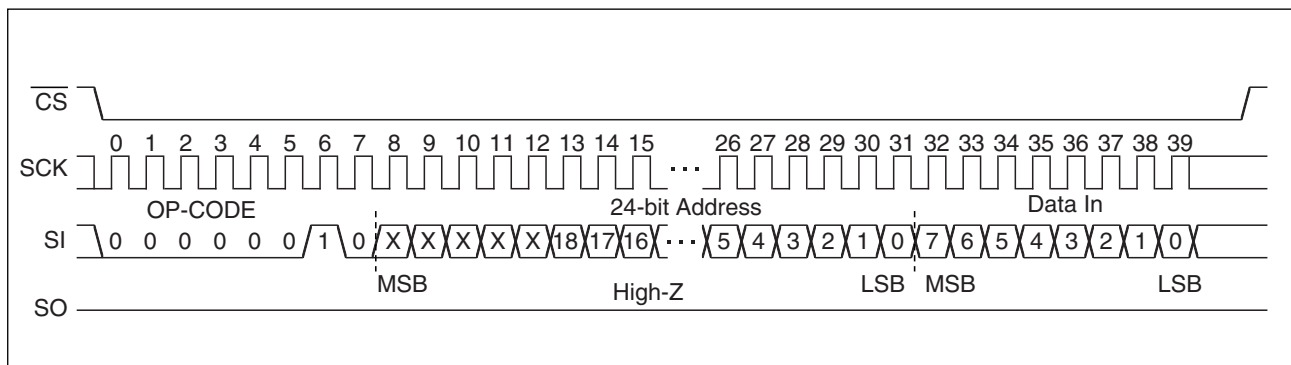 CS
0 1 2 3 4 5 6 7 8 9 10 11 12 13 14 15 26 27 28 29 30 31 32 33 34 35 36 37 38 39
SCK ···
OP-CODE 24-bit Address Data In
SI 0 0 0 0 0 0 1 0 X X X X X 18 17 16 ··· 5 4 3 2 1 0 7 6 5 4 3 2 1 0
MSB High-Z LSB MSB LSB
SO